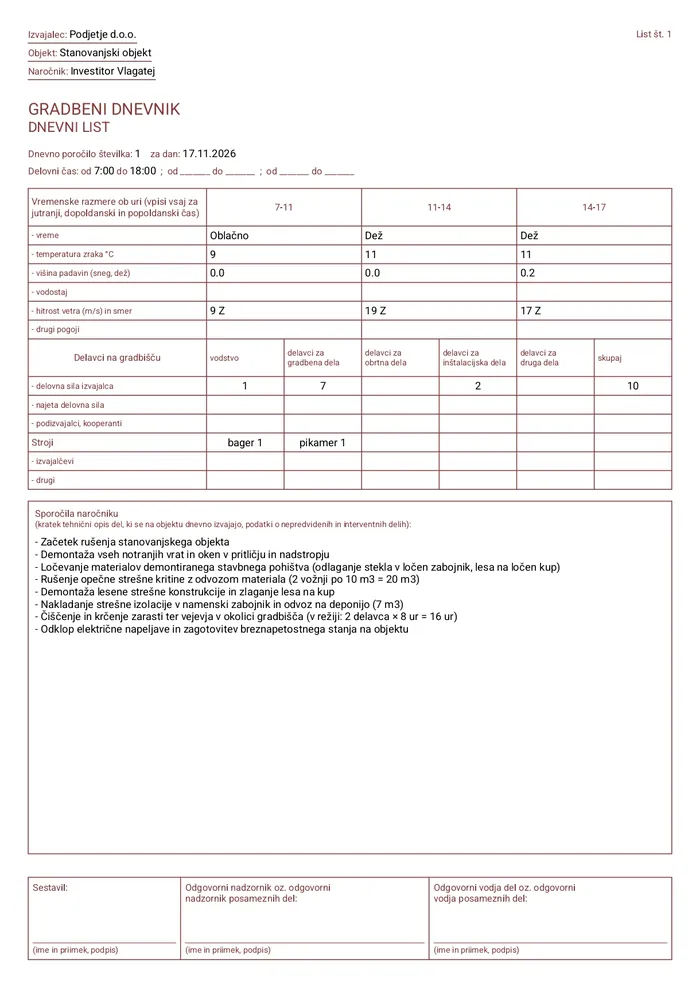 Izvajalec: Podjetje d.o.o.
List št. 1
Objekt: Stanovanjski objekt
Naročnik: Investitor Vlagatej
GRADBENI DNEVNIK
DNEVNI LIST
Dnevno poročilo številka: 1 za dan: 17.11.2026
Delovni čas: od 7:00 do 18:00 ; od _______ do _______ ; od _______ do _______
Vremenske razmere ob uri (vpisi vsaj za
jutranji, dopoldanski in popoldanski čas)
7-11 11-14 14-17
- vreme Oblačno Dež Dež
- temperatura zraka °C 9 11 11
- višina padavin (sneg, dež) 0.0 0.0 0.2
- vodostaj
- hitrost vetra (m/s) in smer 9 Z 19 Z 17 Z
- drugi pogoji
Delavci na gradbišču
vodstvo
delavci za
gradbena dela
delavci za
obrtna dela
delavci za
inštalacijska dela
delavci za
druga dela
skupaj
- delovna sila izvajalca 1 7 2 10
- najeta delovna sila
- podizvajalci, kooperanti
Stroji bager 1 pikamer 1
- izvajalčevi
- drugi
Sporočila naročniku
(kratek tehnični opis del, ki se na objektu dnevno izvajajo, podatki o nepredvidenih in interventnih delih):
- Začetek rušenja stanovanjskega objekta
- Demontaža vseh notranjih vrat in oken v pritličju in nadstropju
- Ločevanje materialov demontiranega stavbnega pohištva (odlaganje stekla v ločen zabojnik, lesa na ločen kup)
- Rušenje opečne strešne kritine z odvozom materiala (2 vožnji po 10 m3 = 20 m3)
- Demontaža lesene strešne konstrukcije in zlaganje lesa na kup
- Nakladanje strešne izolacije v namenski zabojnik in odvoz na deponijo (7 m3)
- Čiščenje in krčenje zarasti ter vejevja v okolici gradbišča (v režiji: 2 delavca × 8 ur = 16 ur)
- Odklop električne napeljave in zagotovitev breznapetostnega stanja na objektu
Sestavil:
Odgovorni nadzornik oz. odgovorni
nadzornik posameznih del:
Odgovorni vodja del oz. odgovorni
vodja posameznih del:
(ime in priimek, podpis) (ime in priimek, podpis) (ime in priimek, podpis)